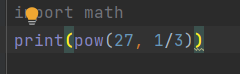 import math
print(pow(27, 1/3))